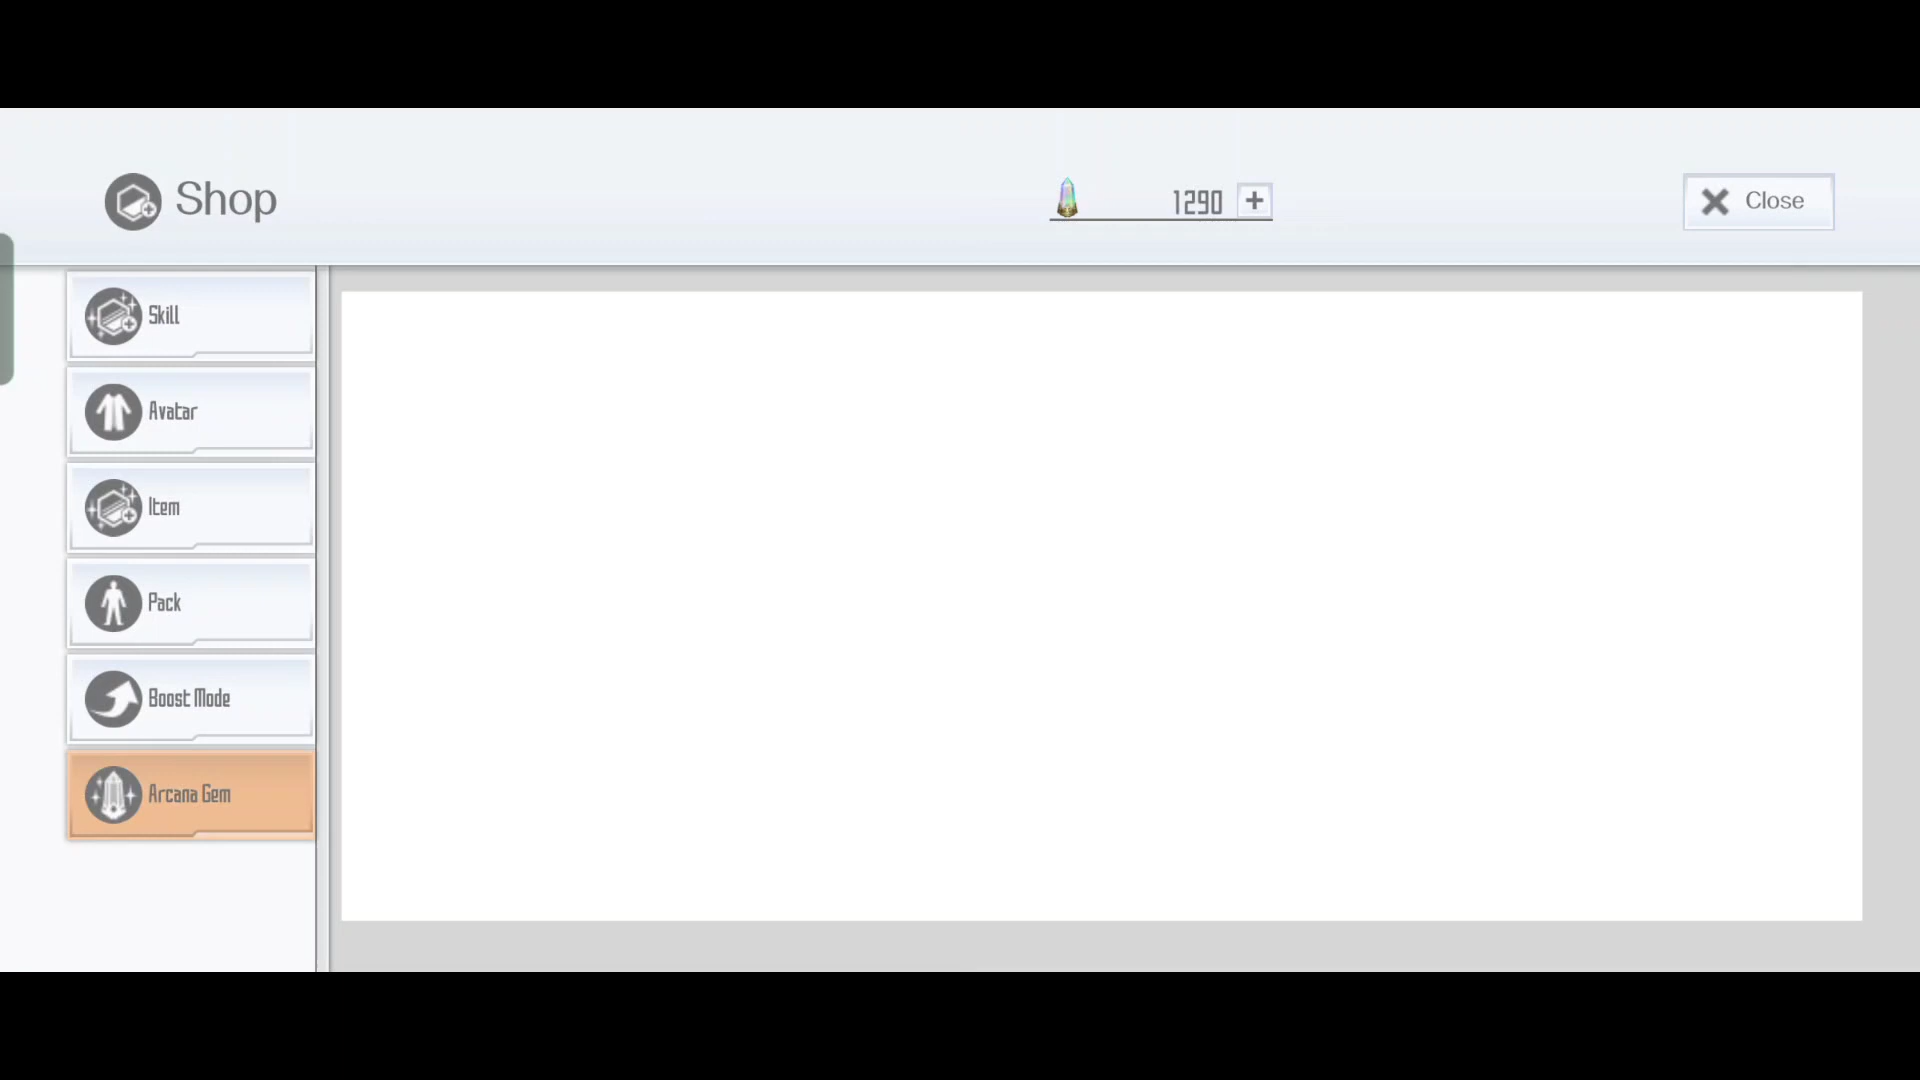 Shop
1290
Close
Skill
Avatar
Item
Pack
Boost Mode
Arcana Gem